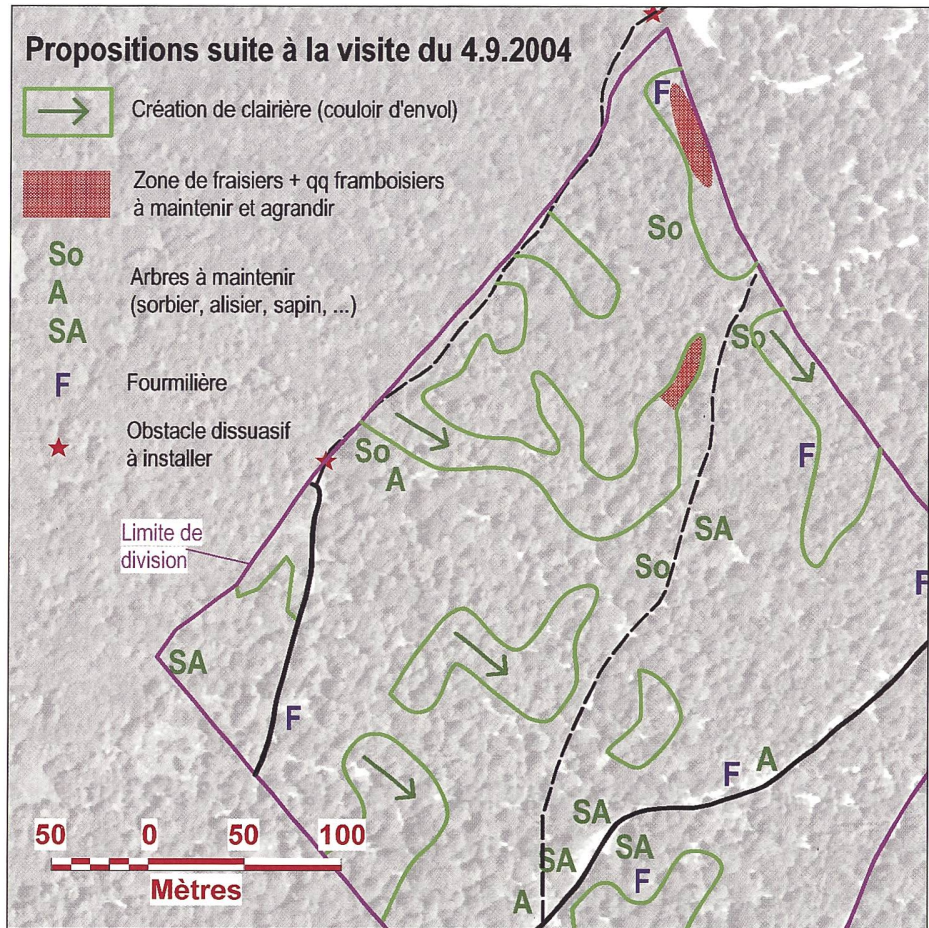 Propositions suite à la visite du 4.9.2004
Création de clairière (couloir d'envol)
Zone de fraisiers + qq framboisiers
à maintenir et agrandir
So
A
SA
Arbres à maintenir
(sorbier, alisier, sapin, ...)
F
Fourmilière
Obstacle dissuasif
à installer
Limite de
division
F
So
So
F
So
A
SA
So
F
SA
F
A
F
SA
SA
SA
F
A
50 0 50 100
Mètres